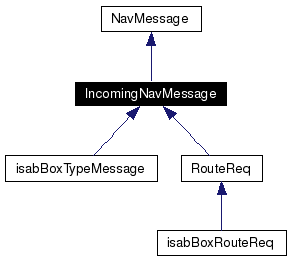 NavMessage
IncomingNavMessage
isabBoxTypeMessage
RouteReq
isabBoxRouteReq